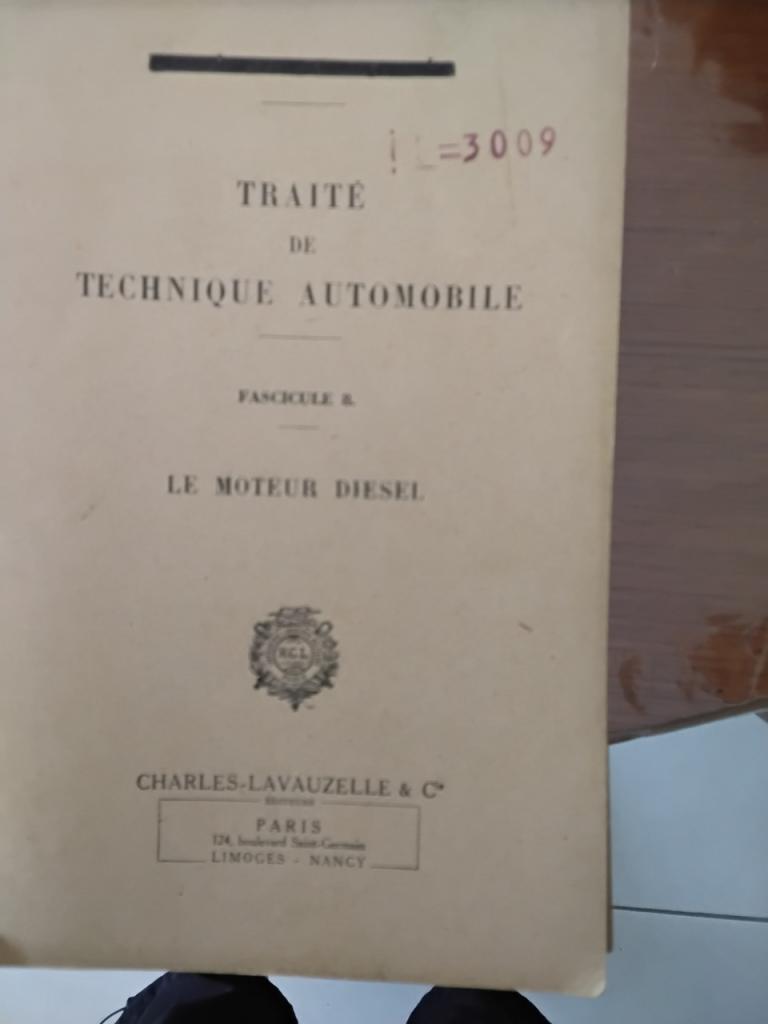 =3009
TRAITÉ
DE
TECHNIQUE AUTOMOBILE
FASCICULE 8.
LE MOTEUR DIESEL
CHARLES-LAVAUZELLE & Cie
ÉDITEURS
PARIS
124, boulevard Saint-Germain
LIMOGES - NANCY